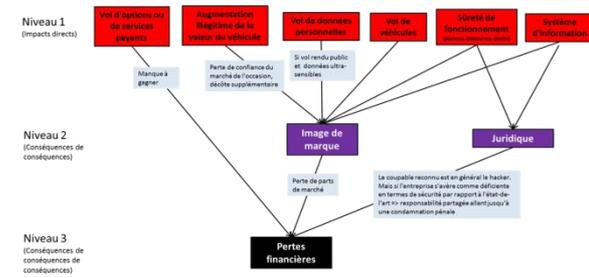 Niveau 1
(Impacts directs)
Vol d'options ou
de services
payants
Augmentation
illégitime de la
valeur du véhicule
Vol de données
personnelles
Vol de
véhicules
Sûreté de
fonctionnement
Système
d'information
Manque à
gagner
Perte de confiance du
marché de l'occasion,
décôte supplémentaire
Si vol rendu public
et données ultra-
sensibles
Niveau 2
(Conséquences de
conséquences)
Image de
marque
Juridique
Perte de parts
de marché
Le coupable reconnu est en général le hacker.
Mais si l'entreprise s'avère comme déficiente
en termes de sécurité par rapport à l'état-de-
l'art => responsabilité partagée allant jusqu'à
une condamnation pénale
Niveau 3
(Conséquences de
conséquences de
conséquences)
Pertes
financières